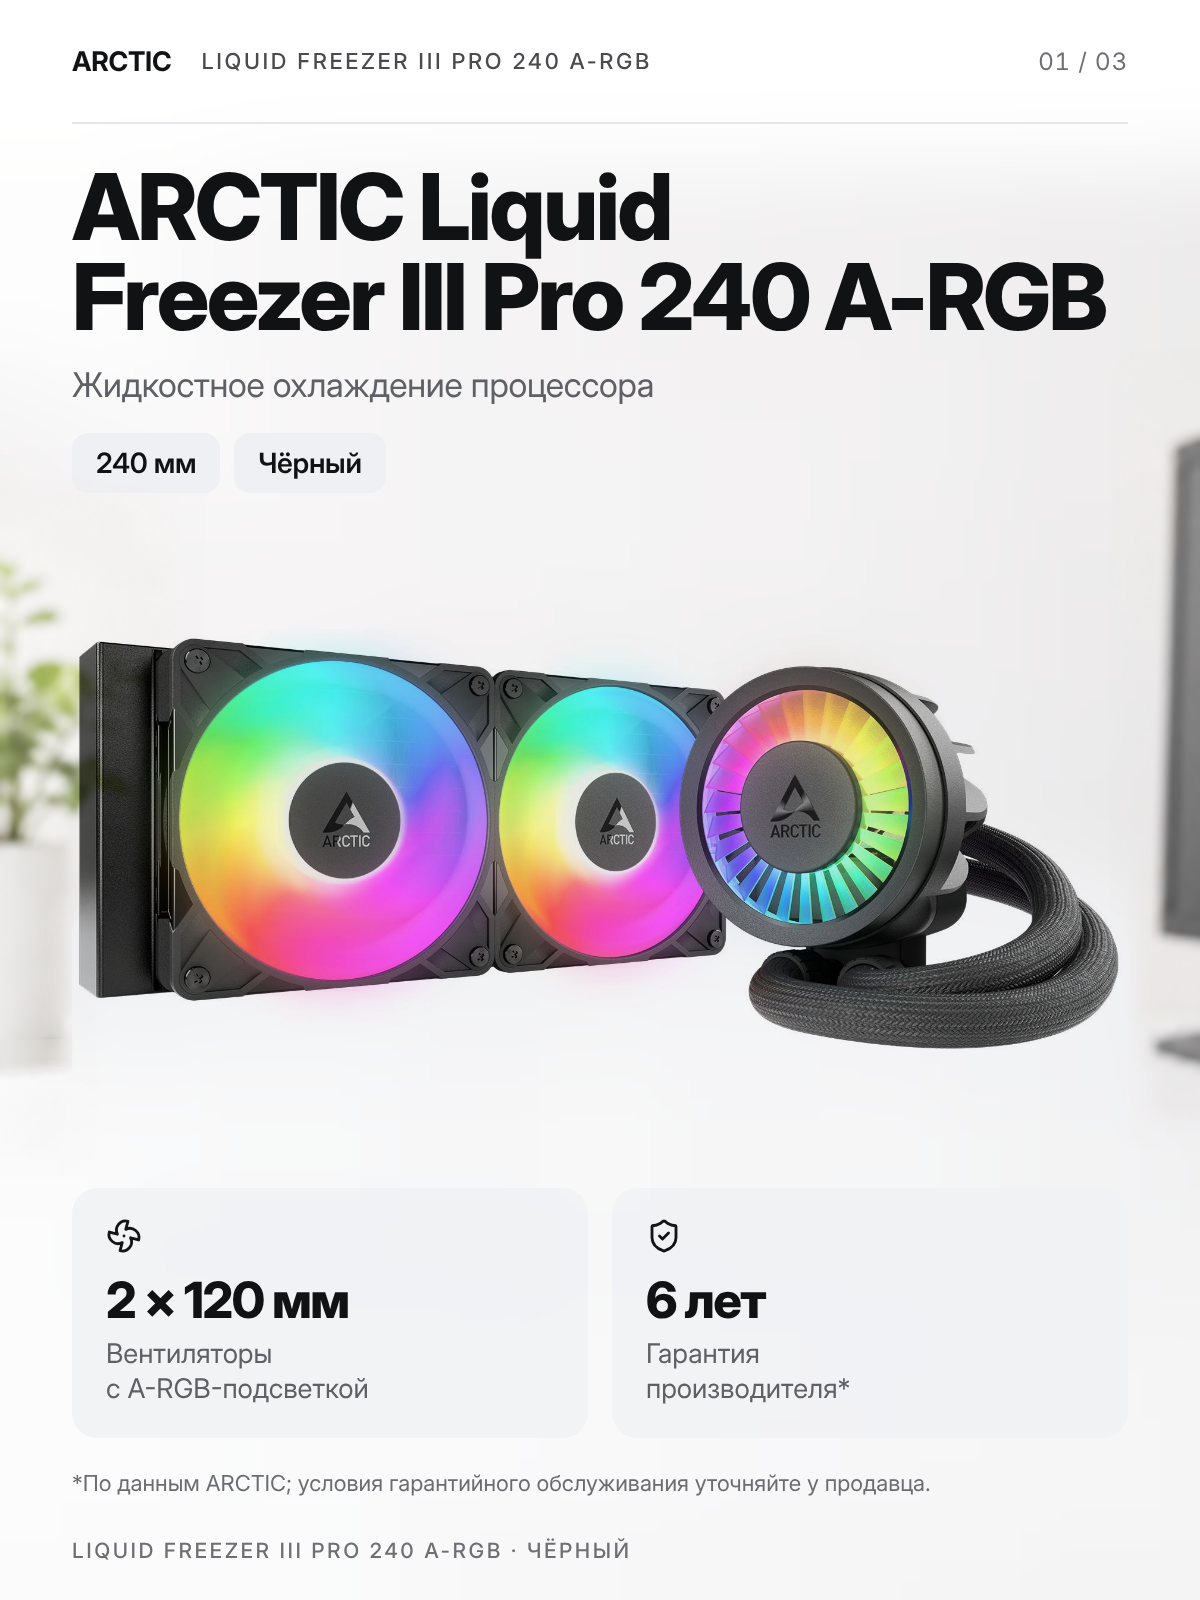 ARCTIC LIQUID FREEZER III PRO 240 A-RGB 01 / 03
ARCTIC Liquid
Freezer III Pro 240 A-RGB
Жидкостное охлаждение процессора
240 мм Чёрный
ARCTIC ARCTIC ARCTIC
2 × 120 мм
Вентиляторы
с A-RGB-подсветкой
6 лет
Гарантия
производителя*
*По данным ARCTIC; условия гарантийного обслуживания уточняйте у продавца.
LIQUID FREEZER III PRO 240 A-RGB · ЧЁРНЫЙ